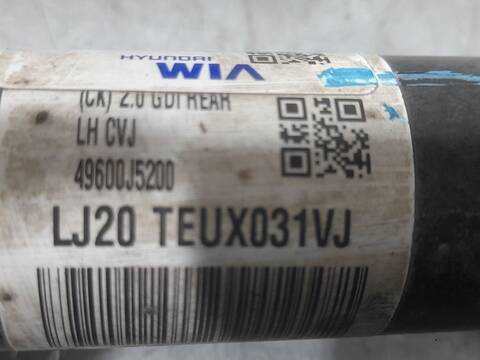 HYUNDAI
WIA
(CK) 2.0 GDI REAR
LH CVJ
49600J5200
LJ20 TEUX031VJ